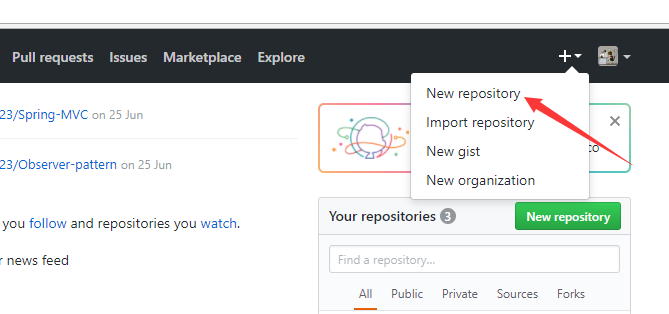 Pull requests Issues Marketplace Explore
New repository
Import repository
New gist
New organization
23/Spring-MVC on 25 Jun
23/Observer-pattern on 25 Jun
you follow and repositories you watch.
news feed
Your repositories 3 New repository
Find a repository...
All Public Private Sources Forks